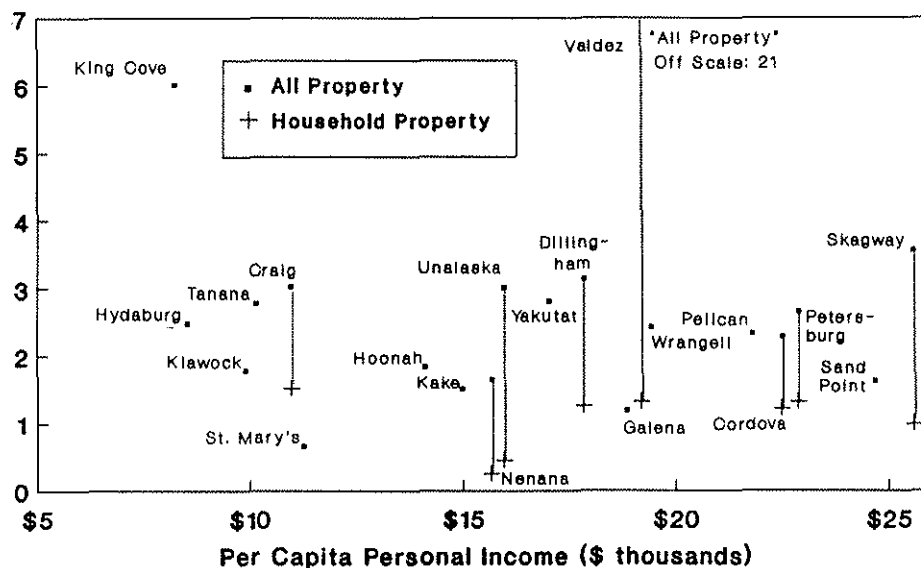 7
6
5
4
3
2
1
0
King Cove
All Property
Household Property
Valdez
"All Property"
Off Scale: 21
Hydaburg
Tanana
Craig
Klawock
St. Mary's
Hoonah
Kake
Unalaska
Nenana
Yakutat
Dilling-
ham
Galena
Wrangell
Pelican
Cordova
Peters-
burg
Sand
Point
Skagway
$5
$10
$15
$20
$25
Per Capita Personal Income ($ thousands)